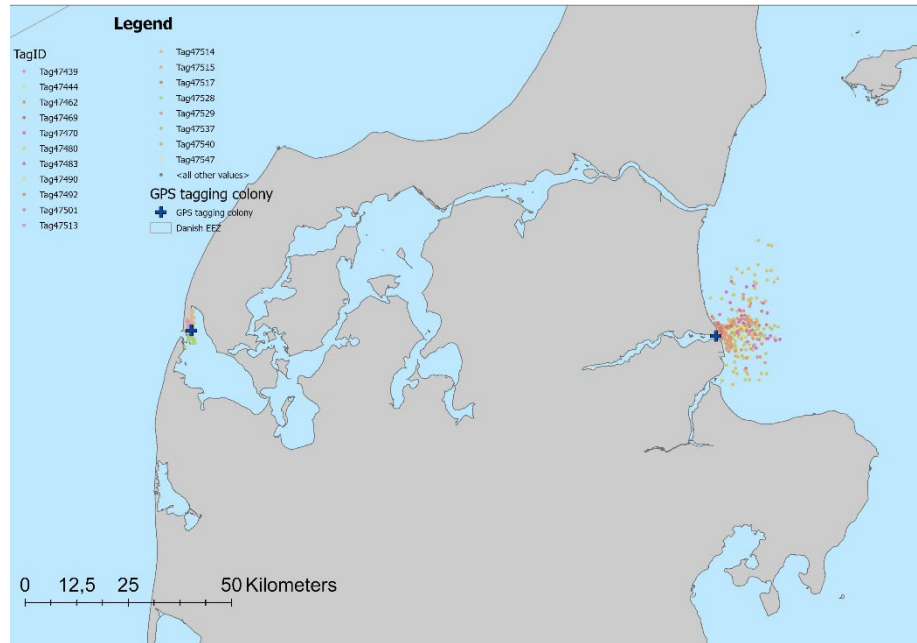 Legend
TagID
Tag47439
Tag47444
Tag47462
Tag47469
Tag47470
Tag47480
Tag47483
Tag47490
Tag47492
Tag47501
Tag47513
Tag47514
Tag47515
Tag47517
Tag47528
Tag47529
Tag47537
Tag47540
Tag47547
<all other values>
GPS tagging colony
GPS tagging colony
Danish EEZ
0 12,5 25 50 Kilometers